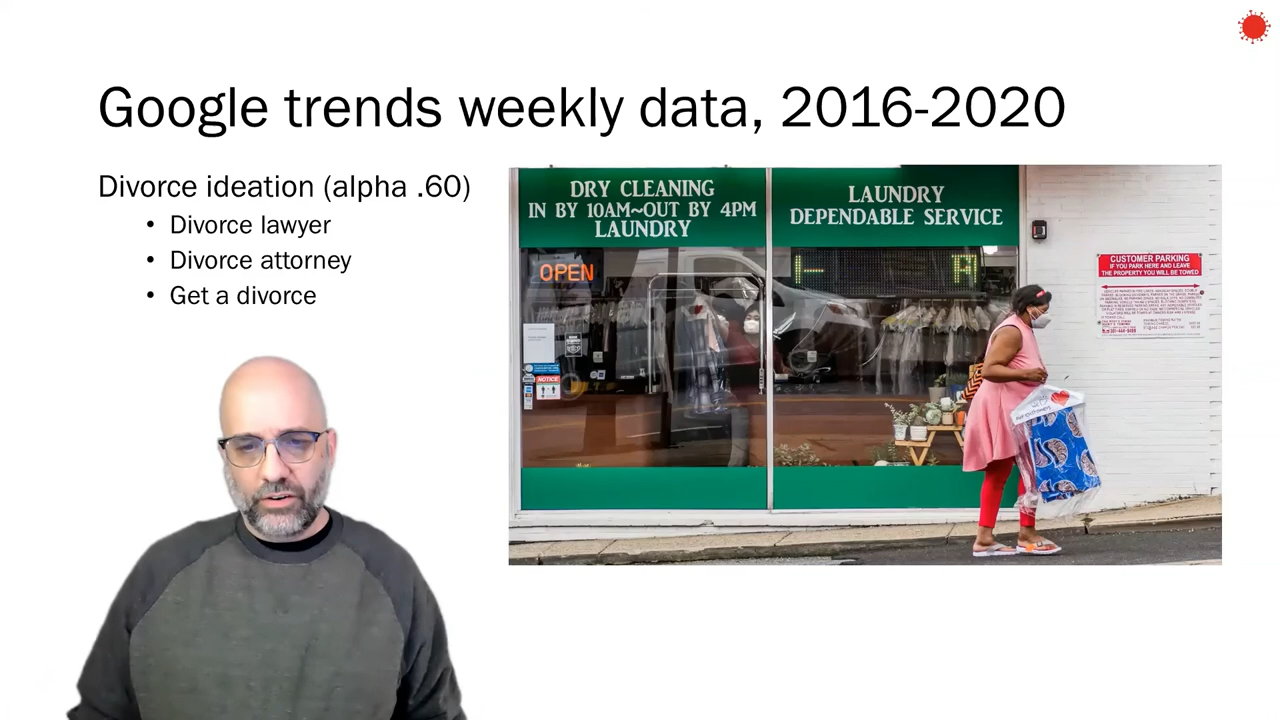 Google trends weekly data, 2016-2020
Divorce ideation (alpha .60)
• Divorce lawyer
• Divorce attorney
• Get a divorce
DRY CLEANING
IN BY 10AM~OUT BY 4PM
LAUNDRY
LAUNDRY
DEPENDABLE SERVICE
OPEN
NOTICE
CUSTOMER PARKING
IF YOU PARK HERE AND LEAVE
THE PROPERTY YOU WILL BE TOWED